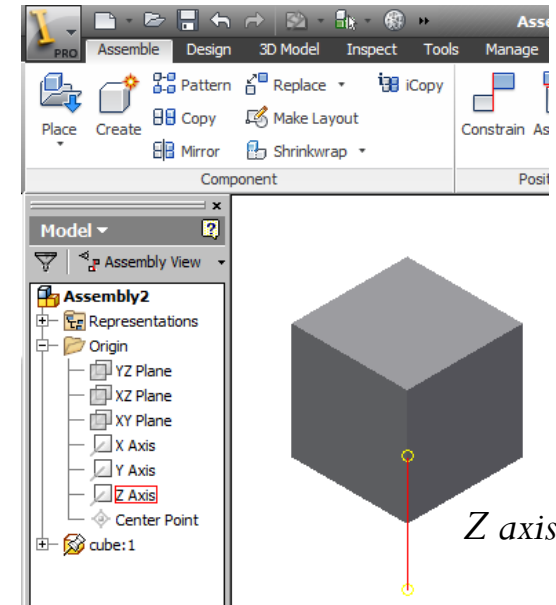 Asse
PRO
Assemble Design 3D Model Inspect Tools Manage
Place
Create
Pattern
Copy
Mirror
Replace
Make Layout
Shrinkwrap
iCopy
Constrain As
Component
Posit
Model
Assembly View
Assembly2
Representations
Origin
YZ Plane
XZ Plane
XY Plane
X Axis
Y Axis
Z Axis
Center Point
cube:1
Z axis